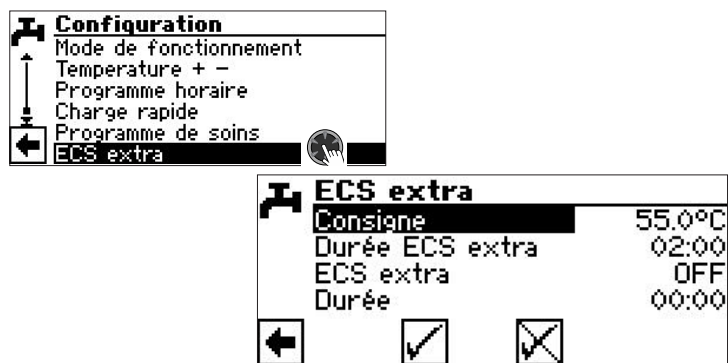 Configuration
Mode de fonctionnement
Temperature + -
Programme horaire
Charge rapide
Programme de soins
ECS extra
ECS extra
Consigne 55.0°C
Durée ECS extra 02:00
ECS extra OFF
Durée 00:00